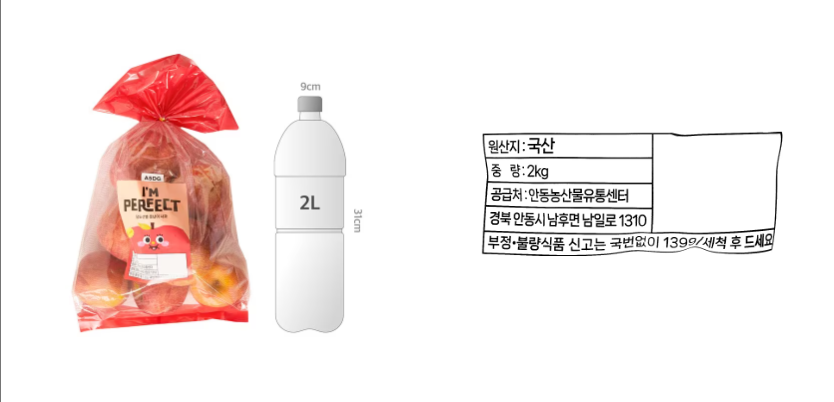 9cm
I'M
PERFECT
2L
31cm
원산지:국산
중 량:2kg
공급처:안동농산물유통센터
경북 안동시 남후면 남일로 1310
부정•불량식품 신고는 국번없이 1399/세척 후 드세요